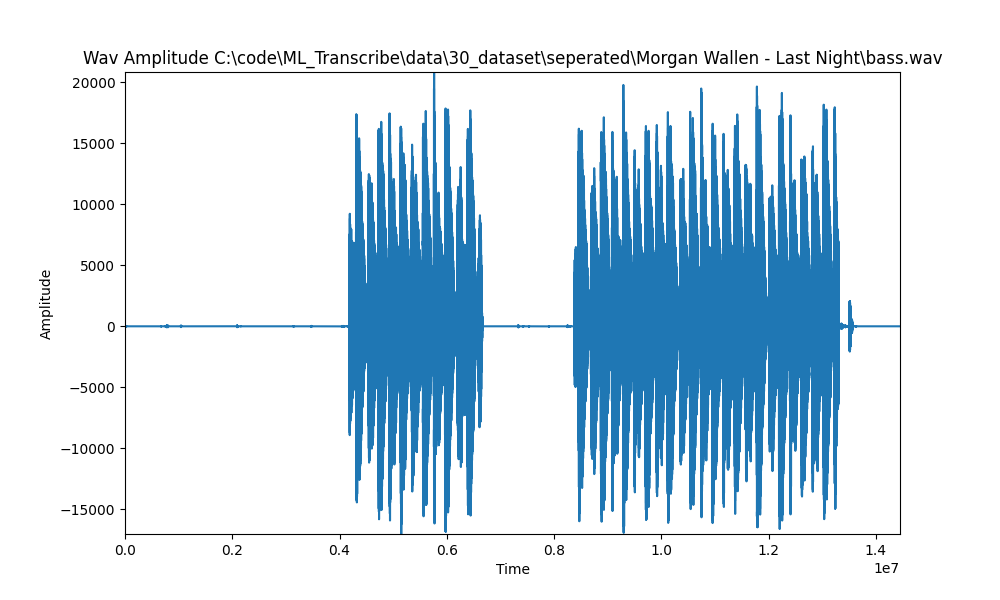 Wav Amplitude C:\code\ML_Transcribe\data\30_dataset\seperated\Morgan Wallen - Last Night\bass.wav
20000
15000
10000
5000
0
−5000
−10000
−15000
Amplitude
0.0 0.2 0.4 0.6 0.8 1.0 1.2 1.4
1e7
Time